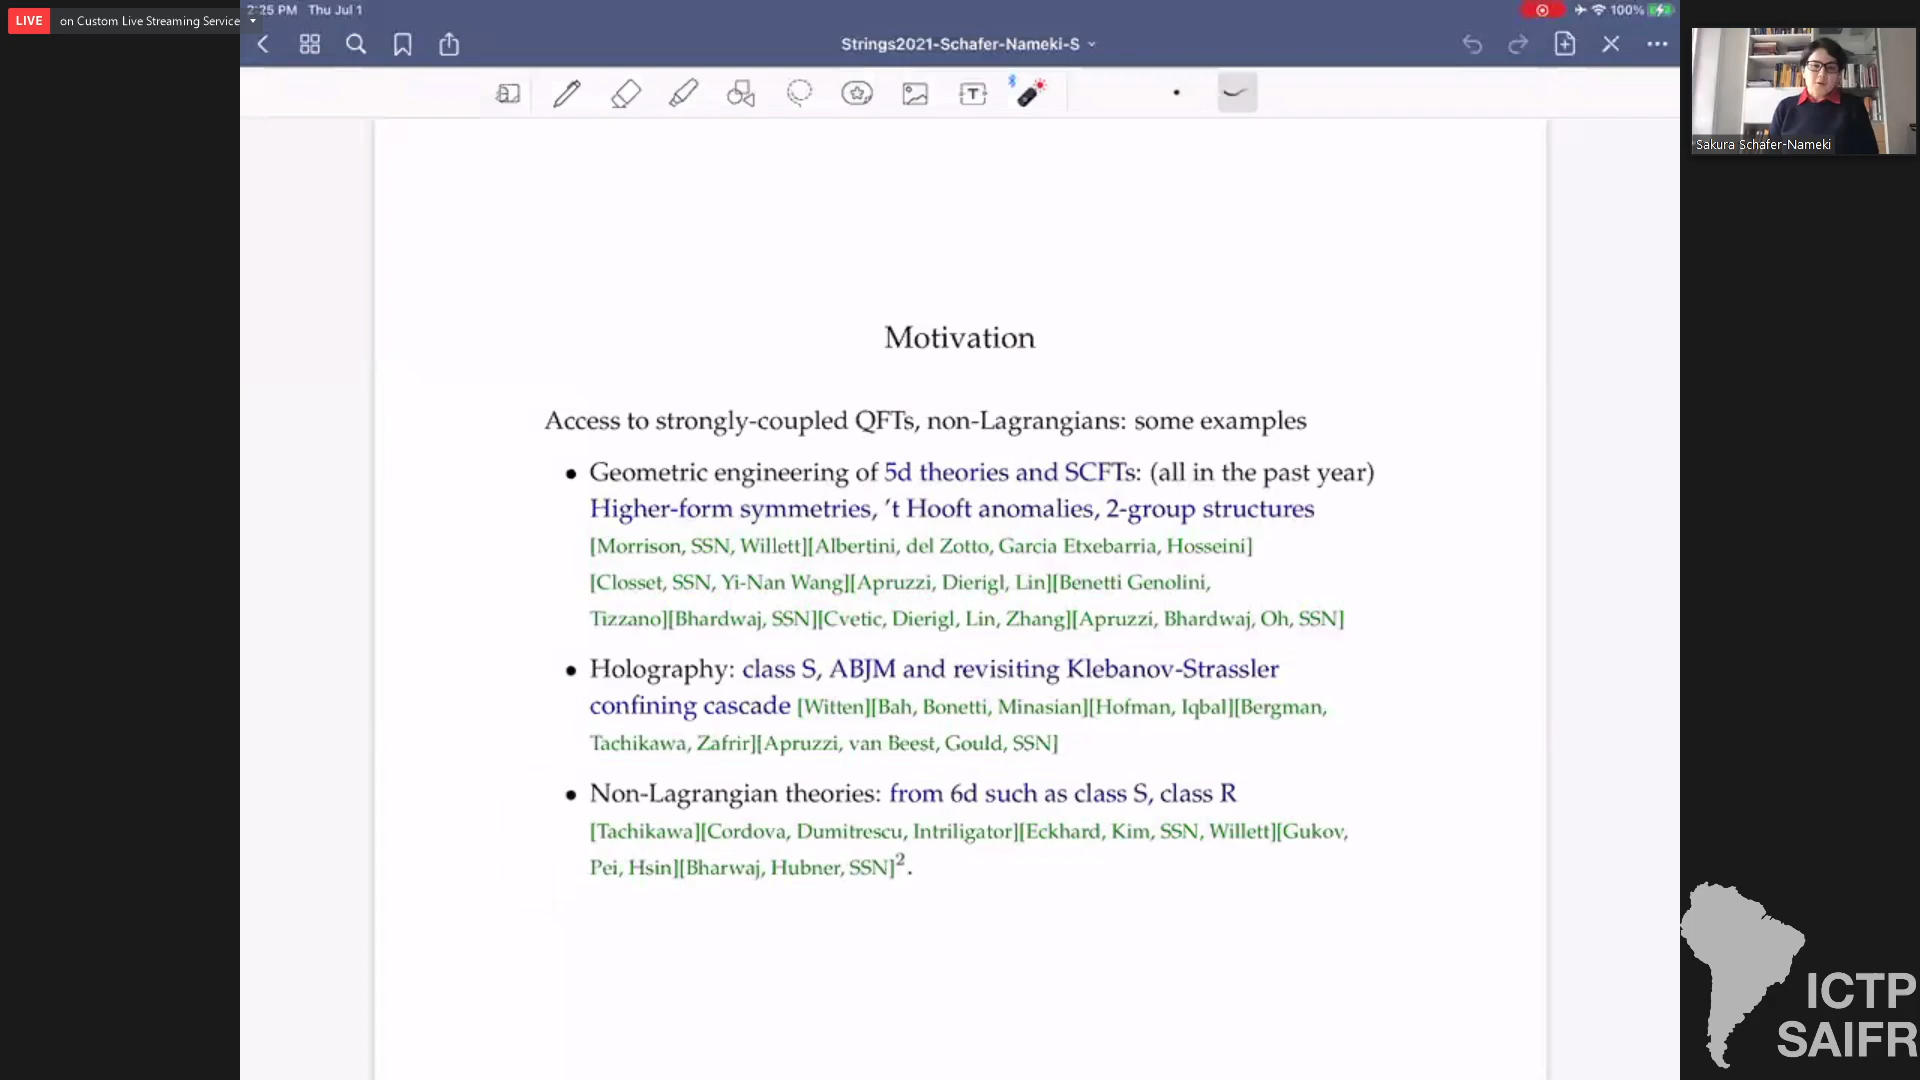 LIVE on Custom Live Streaming Service
2:25 PM Thu Jul 1
100%
Strings2021-Schafer-Nameki-S
T
Sakura Schafer-Nameki
Motivation
Access to strongly-coupled QFTs, non-Lagrangians: some examples
• Geometric engineering of 5d theories and SCFTs: (all in the past year)
Higher-form symmetries, 't Hooft anomalies, 2-group structures
[Morrison, SSN, Willett][Albertini, del Zotto, Garcia Etxebarria, Hosseini]
[Closset, SSN, Yi-Nan Wang][Apruzzi, Dierigl, Lin][Benetti Genolini,
Tizzano][Bhardwaj, SSN][Cvetic, Dierigl, Lin, Zhang][Apruzzi, Bhardwaj, Oh, SSN]
• Holography: class S, ABJM and revisiting Klebanov-Strassler
confining cascade [Witten][Bah, Bonetti, Minasian][Hofman, Iqbal][Bergman,
Tachikawa, Zafrir][Apruzzi, van Beest, Gould, SSN]
• Non-Lagrangian theories: from 6d such as class S, class R
[Tachikawa][Cordova, Dumitrescu, Intriligator][Eckhard, Kim, SSN, Willett][Gukov,
Pei, Hsin][Bharwaj, Hubner, SSN]².
ICTP
SAIFR